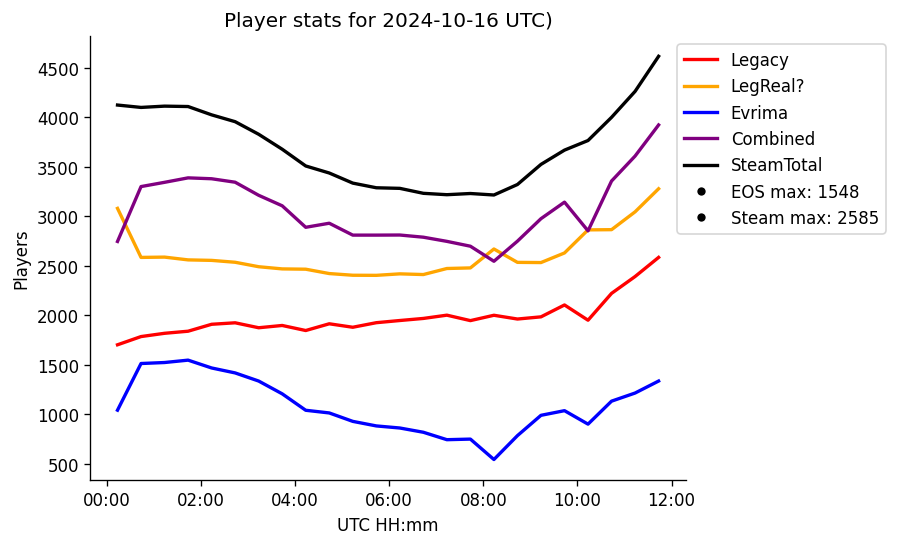 Player stats for 2024-10-16 UTC)
Players
4500
4000
3500
3000
2500
2000
1500
1000
500
00:00 02:00 04:00 06:00 08:00 10:00 12:00
UTC HH:mm
Legacy
LegReal?
Evrima
Combined
SteamTotal
EOS max: 1548
Steam max: 2585